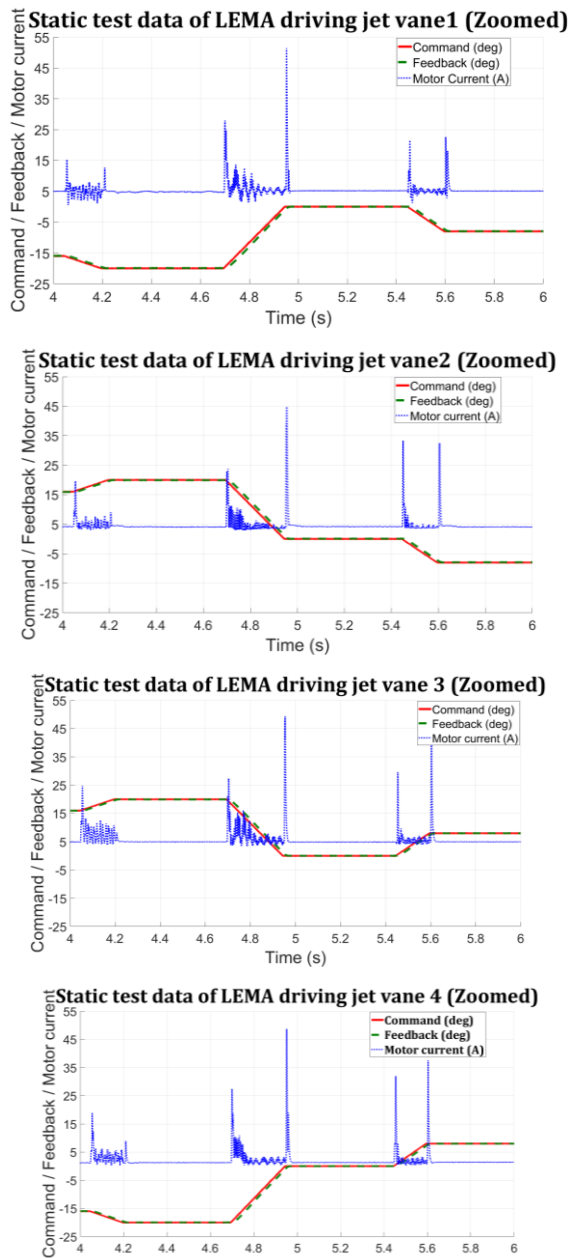 Static test data of LEMA driving jet vane1 (Zoomed)
Command / Feedback / Motor current
55
45
35
25
15
5
-5
-15
-25
Command (deg)
Feedback (deg)
Motor Current (A)
4 4.2 4.4 4.6 4.8 5 5.2 5.4 5.6 5.8 6
Time (s)
Static test data of LEMA driving jet vane2 (Zoomed)
Command / Feedback / Motor current
55
45
35
25
15
5
-5
-15
-25
Command (deg)
Feedback (deg)
Motor current (A)
4 4.2 4.4 4.6 4.8 5 5.2 5.4 5.6 5.8 6
Time (s)
Static test data of LEMA driving jet vane 3 (Zoomed)
Command / Feedback / Motor current
55
45
35
25
15
5
-5
-15
-25
Command (deg)
Feedback (deg)
Motor current (A)
4 4.2 4.4 4.6 4.8 5 5.2 5.4 5.6 5.8 6
Time (s)
Static test data of LEMA driving jet vane 4 (Zoomed)
Command / Feedback / Motor current
55
45
35
25
15
5
-5
-15
-25
Command (deg)
Feedback (deg)
Motor current (A)
4 4.2 4.4 4.6 4.8 5 5.2 5.4 5.6 5.8 6
Time (s)